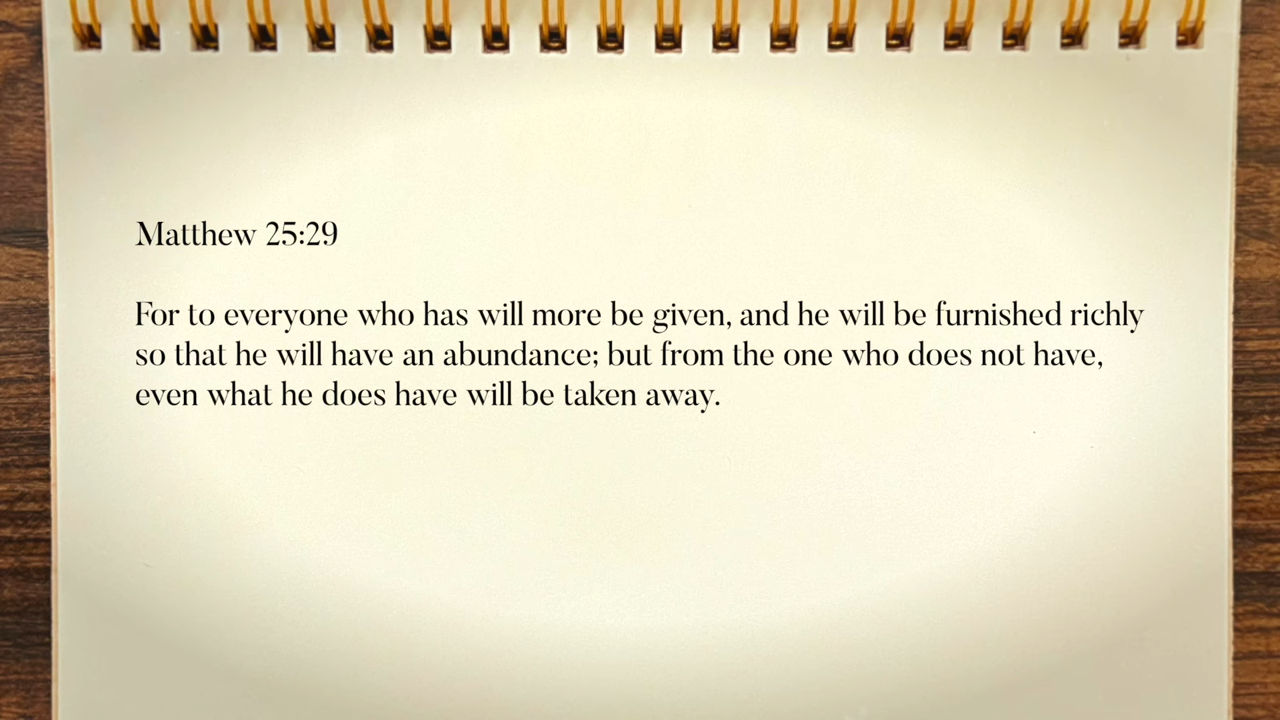 Matthew 25:29
For to everyone who has will more be given, and he will be furnished richly
so that he will have an abundance; but from the one who does not have,
even what he does have will be taken away.